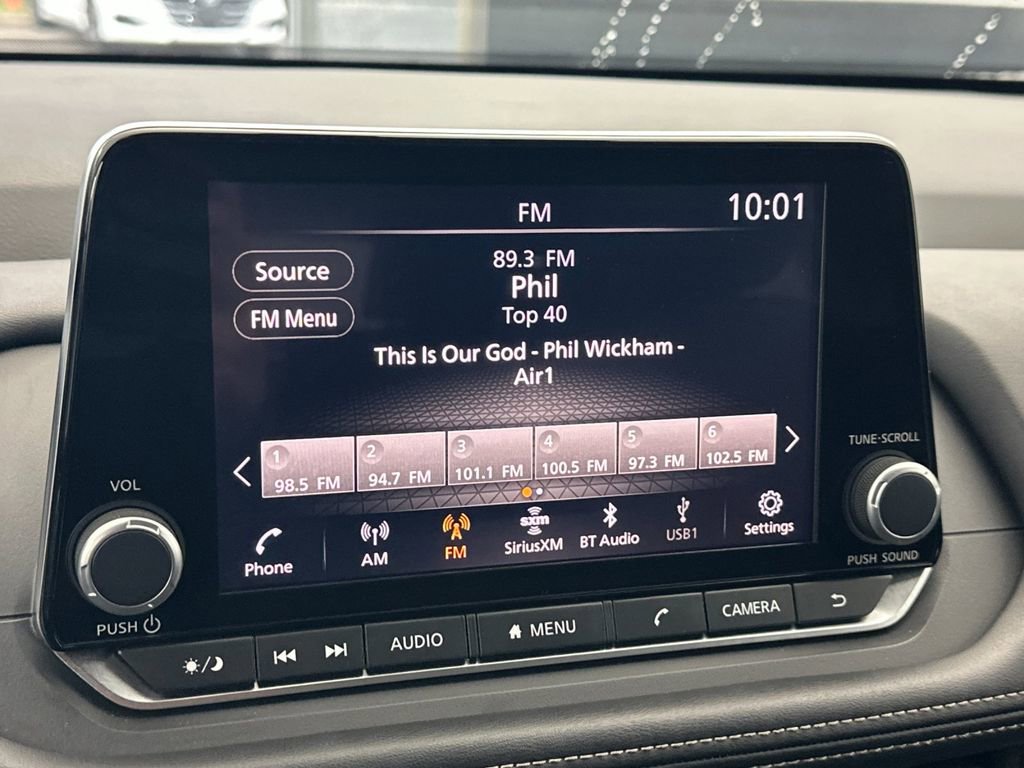 FM
10:01
Source
89.3 FM
Phil
FM Menu
Top 40
This Is Our God - Phil Wickham -
Air1
1
98.5 FM
2
94.7 FM
3
101.1 FM
4
100.5 FM
5
97.3 FM
6
102.5 FM
VOL
TUNE·SCROLL
Phone
AM
FM
sxm
SiriusXM
BT Audio
USB1
Settings
PUSH
PUSH SOUND
AUDIO
MENU
CAMERA